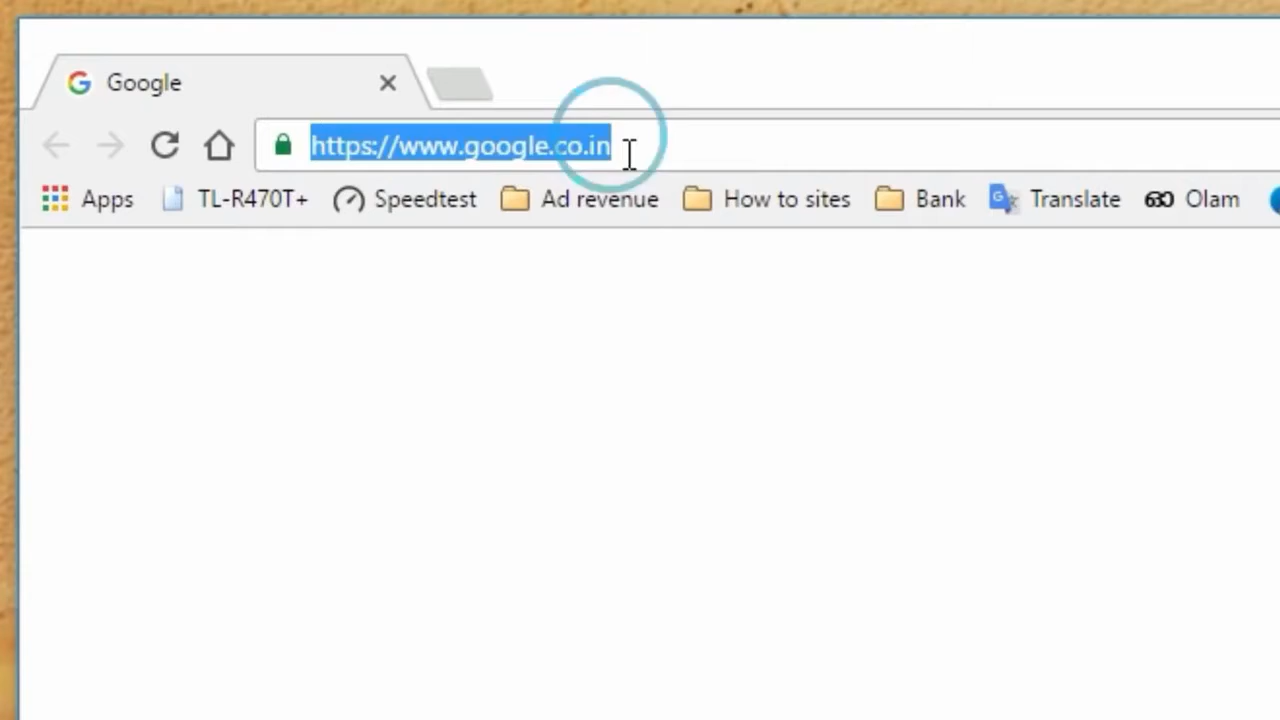 Google
https://www.google.co.in
Apps TL-R470T+ Speedtest Ad revenue How to sites Bank Translate Olam